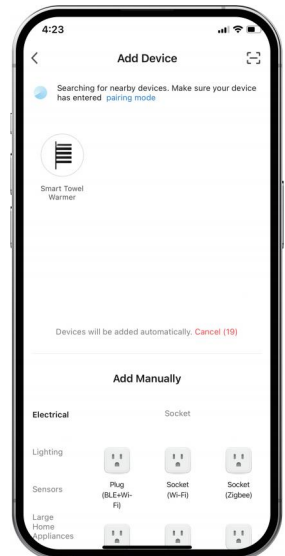 4:23
Add Device
Searching for nearby devices. Make sure your device
has entered pairing mode
Smart Towel
Warmer
Devices will be added automatically. Cancel (19)
Add Manually
Electrical
Socket
Lighting
Plug
(BLE+Wi-
Fi)
Socket
(Wi-Fi)
Socket
(Zigbee)
Sensors
Large
Home
Appliances